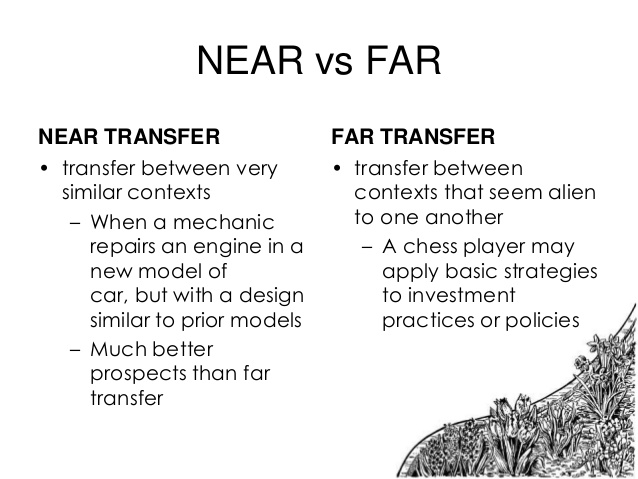 NEAR vs FAR
NEAR TRANSFER
• transfer between very
similar contexts
– When a mechanic
repairs an engine in a
new model of
car, but with a design
similar to prior models
– Much better
prospects than far
transfer
FAR TRANSFER
• transfer between
contexts that seem alien
to one another
– A chess player may
apply basic strategies
to investment
practices or policies